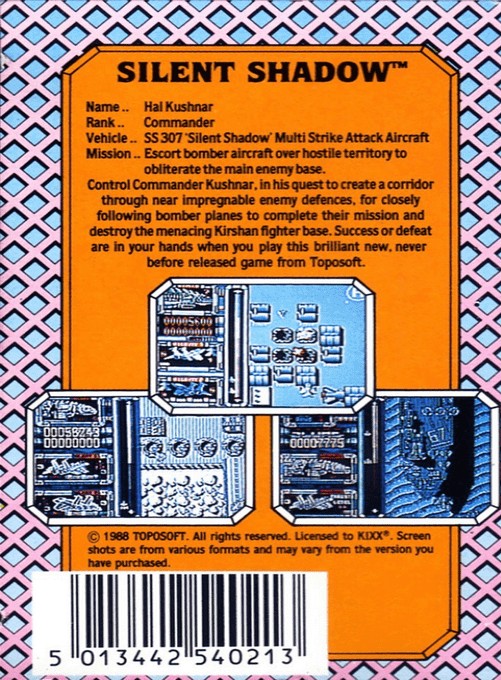 SILENT SHADOW™
Name .. Hal Kushnar
Rank .. Commander
Vehicle .. SS 307 'Silent Shadow' Multi Strike Attack Aircraft
Mission .. Escort bomber aircraft over hostile territory to
obliterate the main enemy base.
Control Commander Kushnar, in his quest to create a corridor
through near impregnable enemy defences, for closely
following bomber planes to complete their mission and
destroy the menacing Kirshan fighter base. Success or defeat
are in your hands when you play this brilliant new, never
before released game from Toposoft.
00005600
00000000
00058743
00000000
00007775
© 1988 TOPOSOFT. All rights reserved. Licensed to KIXX®. Screen
shots are from various formats and may vary from the version you
have purchased.
5 013442 540213